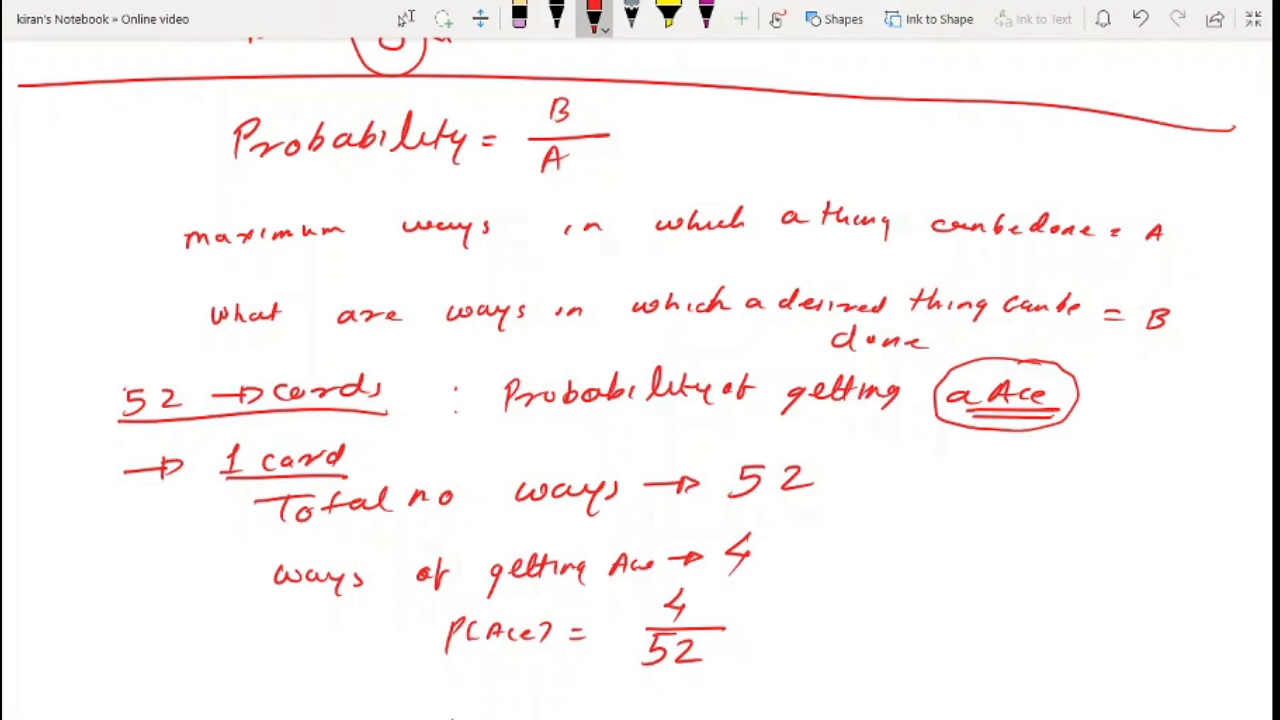 kiran's Notebook » Online video
Shapes
Ink to Shape
Ink to Text
Probability = B
A
maximum ways in which a thing can be done = A
What are ways in which a desired thing can be = B
done
52 → cards : Probability of getting a Ace
→ 1 card
Total no ways → 52
ways of getting Ace → 4
P(Ace) = 4
52